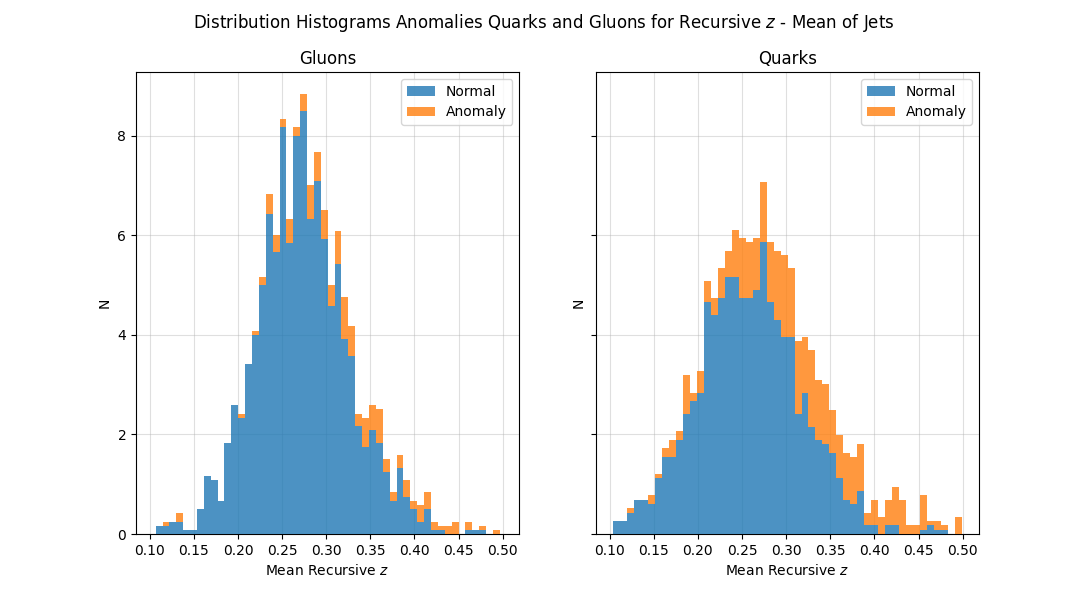 Distribution Histograms Anomalies Quarks and Gluons for Recursive z - Mean of Jets
Gluons
Normal
Anomaly
N
8
6
4
2
0
0.10 0.15 0.20 0.25 0.30 0.35 0.40 0.45 0.50
Mean Recursive z
Quarks
Normal
Anomaly
N
0.10 0.15 0.20 0.25 0.30 0.35 0.40 0.45 0.50
Mean Recursive z